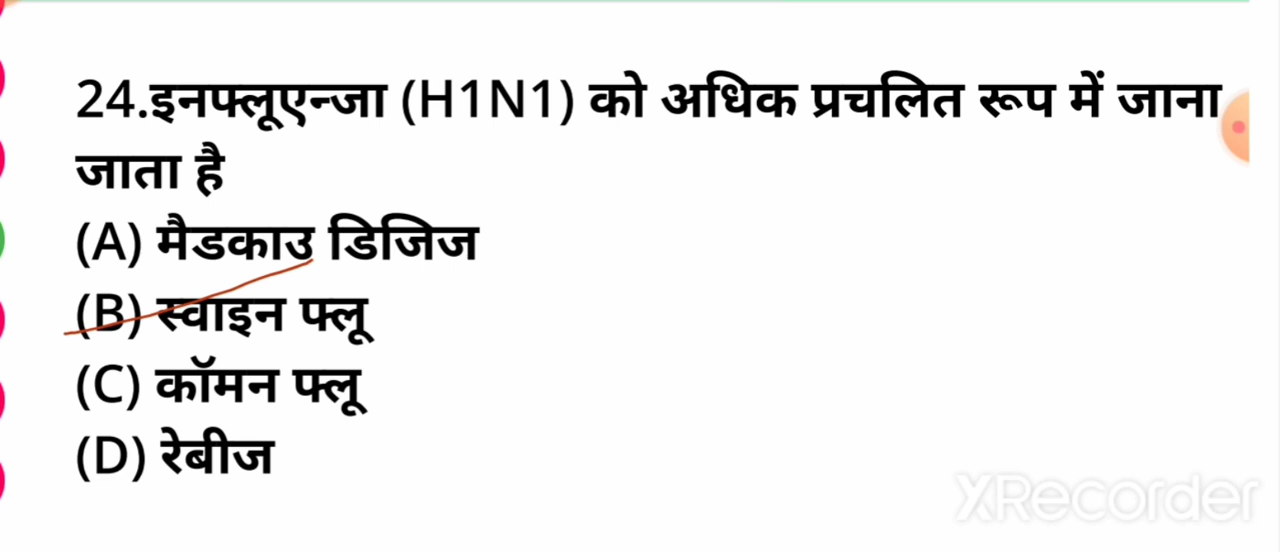 24.इनफ्लूएन्जा (H1N1) को अधिक प्रचलित रूप में जाना
जाता है
(A) मैडकाउ डिजिज
(B) स्वाइन फ्लू
(C) कॉमन फ्लू
(D) रेबीज
XRecorder